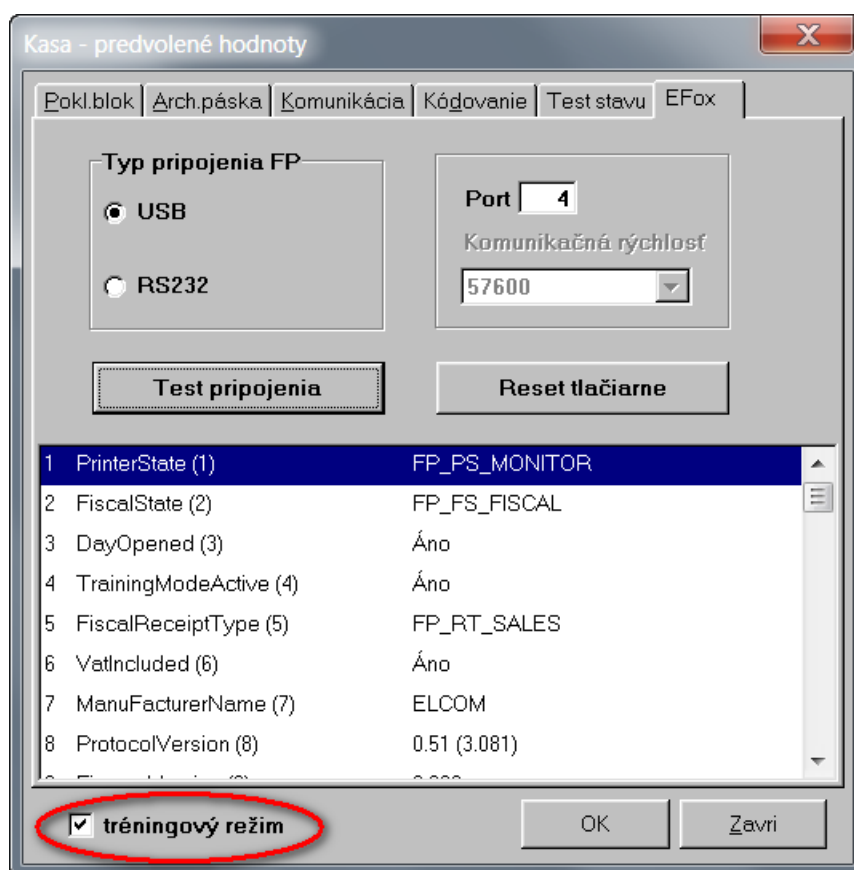 Kasa - predvolené hodnoty
Pokl.blok Arch.páska Komunikácia Kódovanie Test stavu EFox
Typ pripojenia FP
USB
RS232
Port 4
Komunikačná rýchlosť
57600
Test pripojenia Reset tlačiarne
1 PrinterState (1) FP_PS_MONITOR
2 FiscalState (2) FP_FS_FISCAL
3 DayOpened (3) Áno
4 TrainingModeActive (4) Áno
5 FiscalReceiptType (5) FP_RT_SALES
6 VatIncluded (6) Áno
7 ManuFacturerName (7) ELCOM
8 ProtocolVersion (8) 0.51 (3.081)
tréningový režim OK Zavri